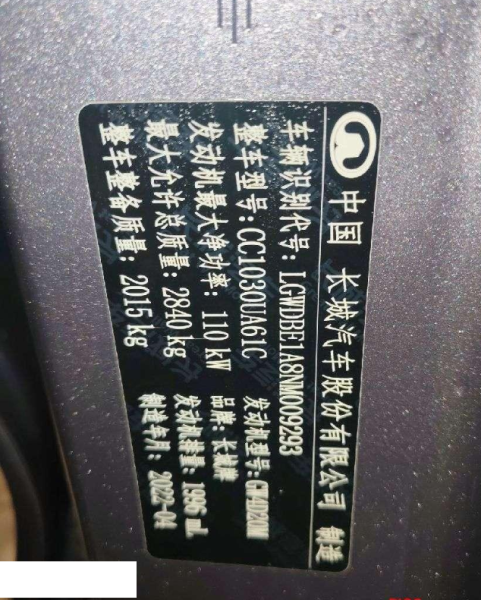 中国 长城汽车股份有限公司 制造
车辆识别代号: LGWDBE1A8NM009293
整车型号: CC1030UA61C 发动机型号: GW4D20M
发动机最大净功率: 110 kW 品牌: 长城牌
最大允许总质量: 2840 kg 发动机排量: 1996 mL
整车整备质量: 2015 kg 制造年月: 2022-04